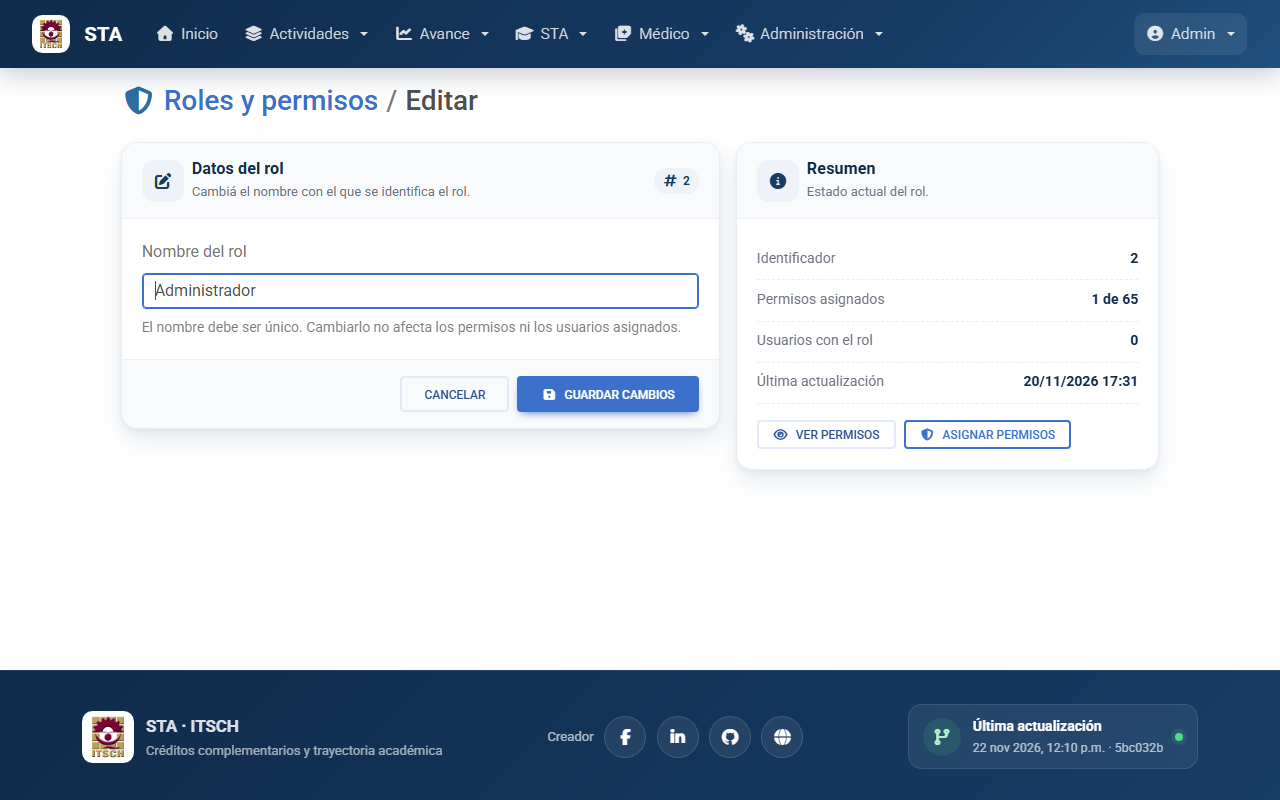 STA
Inicio
Actividades
Avance
STA
Médico
Administración
Admin
Roles y permisos / Editar
Datos del rol
Cambiá el nombre con el que se identifica el rol.
# 2
Nombre del rol
Administrador
El nombre debe ser único. Cambiarlo no afecta los permisos ni los usuarios asignados.
CANCELAR
GUARDAR CAMBIOS
Resumen
Estado actual del rol.
Identificador 2
Permisos asignados 1 de 65
Usuarios con el rol 0
Última actualización 20/11/2026 17:31
VER PERMISOS
ASIGNAR PERMISOS
ITSCH
STA · ITSCH
Créditos complementarios y trayectoria académica
Creador
Última actualización
22 nov 2026, 12:10 p.m. · 5bc032b